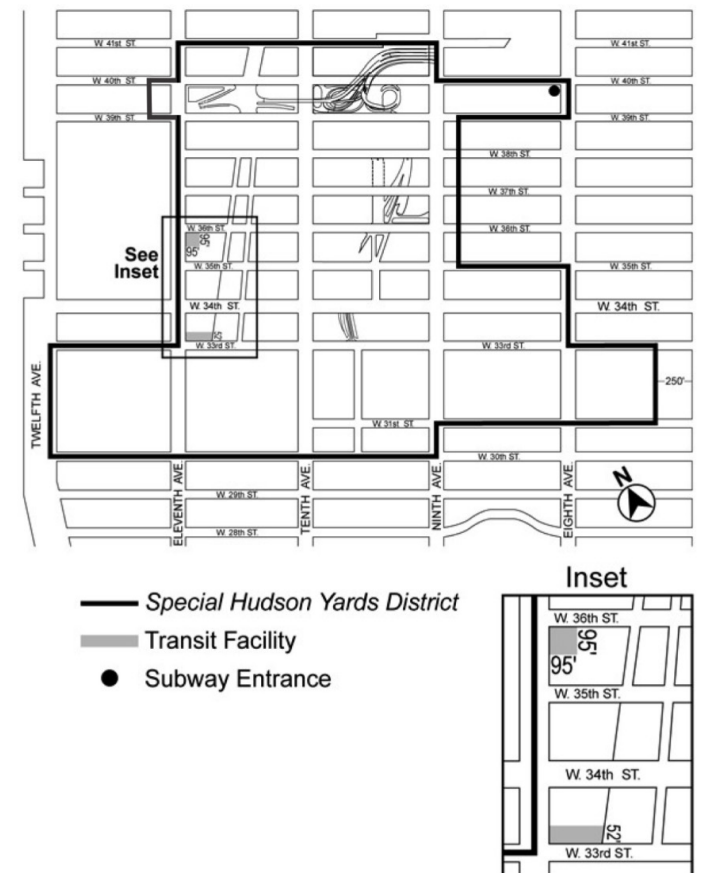 W. 41st ST.
W. 41st ST.
W. 40th ST.
W. 40th ST.
W. 39th ST.
W. 39th ST.
W. 38th ST.
W. 37th ST.
W. 36th ST.
W. 36th ST.
95'
95'
See
Inset
W. 35th ST.
W. 35th ST.
W. 34th ST.
W. 34th ST.
52'
W. 33rd ST.
W. 33rd ST.
250'
TWELFTH AVE.
W. 31st ST.
W. 30th ST.
ELEVENTH AVE.
TENTH AVE.
NINTH AVE.
EIGHTH AVE.
N
W. 29th ST.
W. 28th ST.
Special Hudson Yards District
Transit Facility
Subway Entrance
Inset
W. 36th ST.
95'
95'
W. 35th ST.
W. 34th ST.
52'
W. 33rd ST.